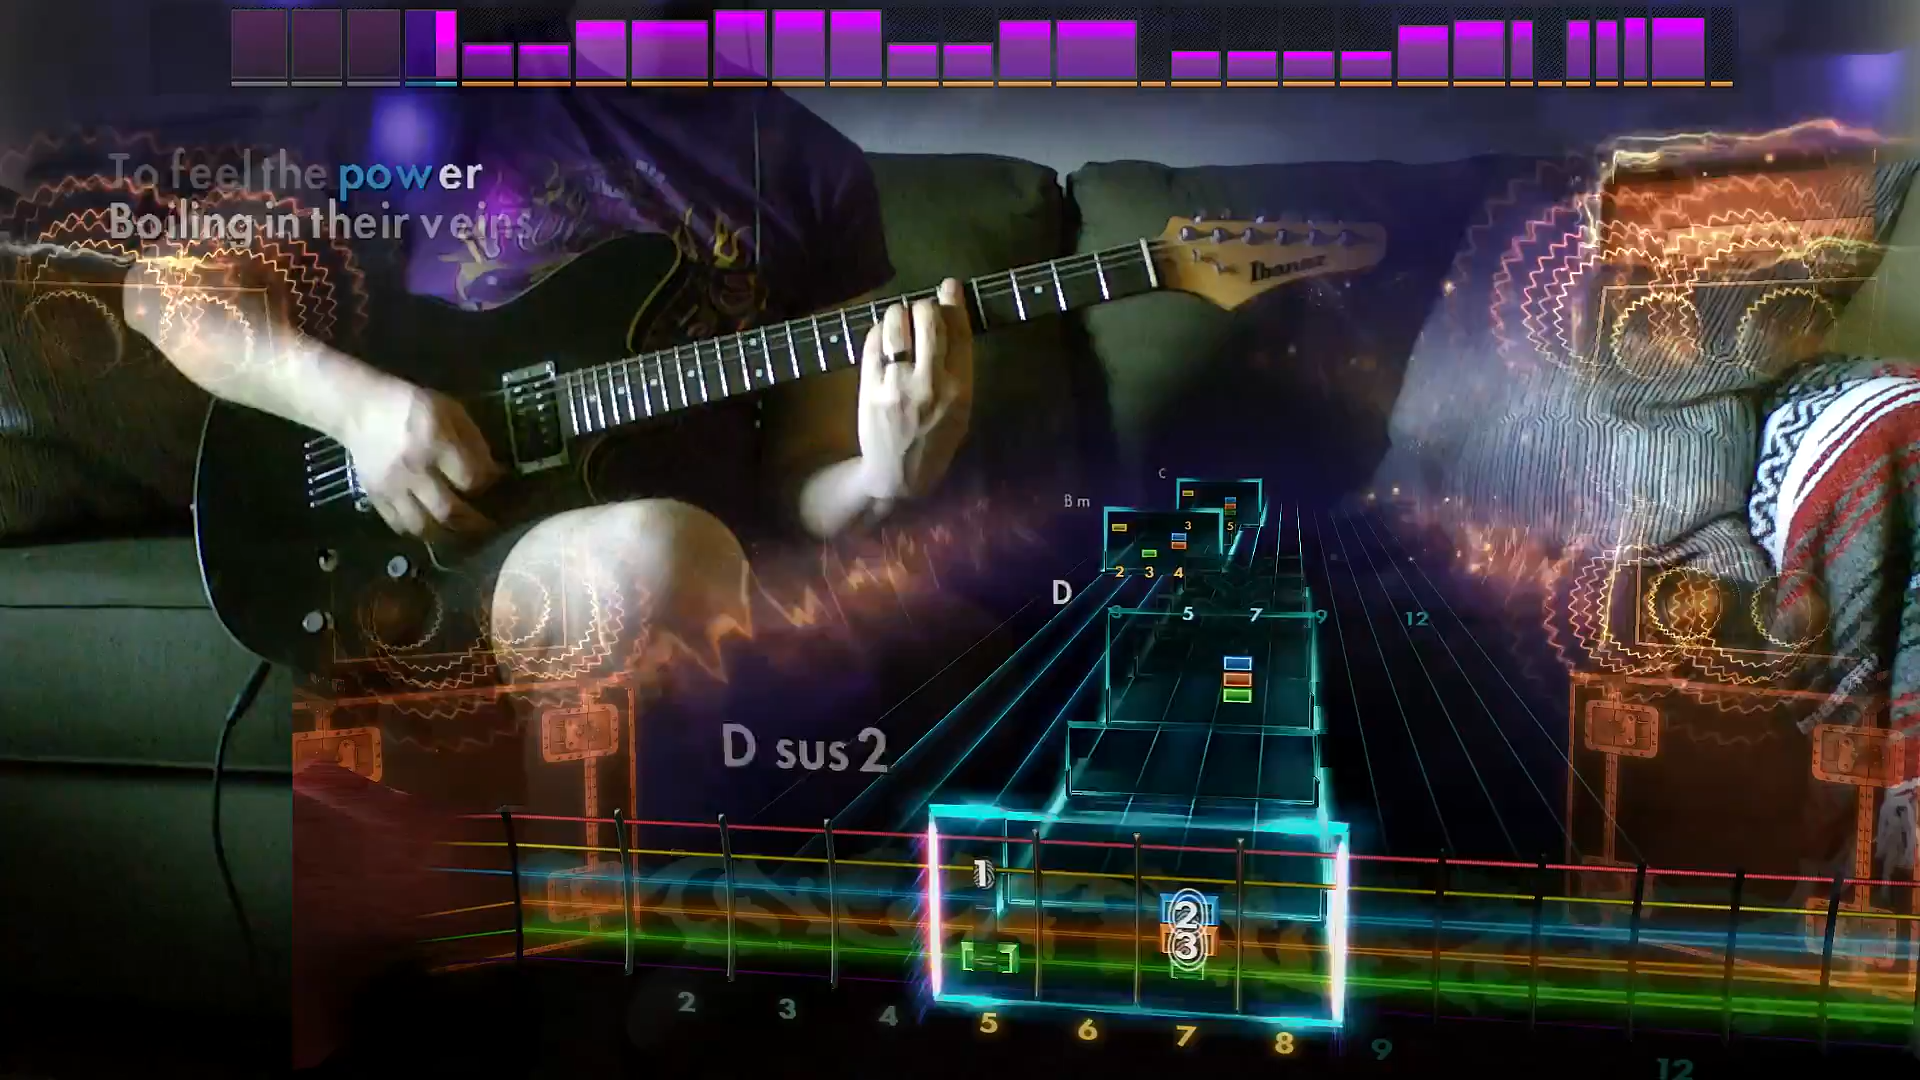 To feel the power
Boiling in their veins
Ibanez
C
B m
3 5
2 3 4
D
5 7 9 12
D sus2
1
2
3
2 3 4 5 6 7 8 9 12